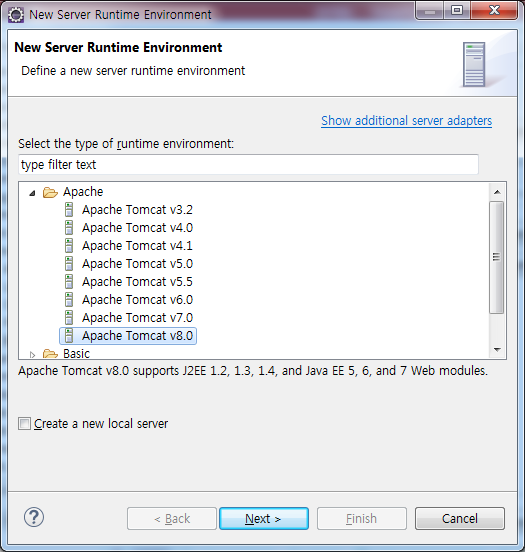 New Server Runtime Environment
New Server Runtime Environment
Define a new server runtime environment
Show additional server adapters
Select the type of runtime environment:
type filter text
Apache
Apache Tomcat v3.2
Apache Tomcat v4.0
Apache Tomcat v4.1
Apache Tomcat v5.0
Apache Tomcat v5.5
Apache Tomcat v6.0
Apache Tomcat v7.0
Apache Tomcat v8.0
Basic
Apache Tomcat v8.0 supports J2EE 1.2, 1.3, 1.4, and Java EE 5, 6, and 7 Web modules.
Create a new local server
? < Back Next > Finish Cancel